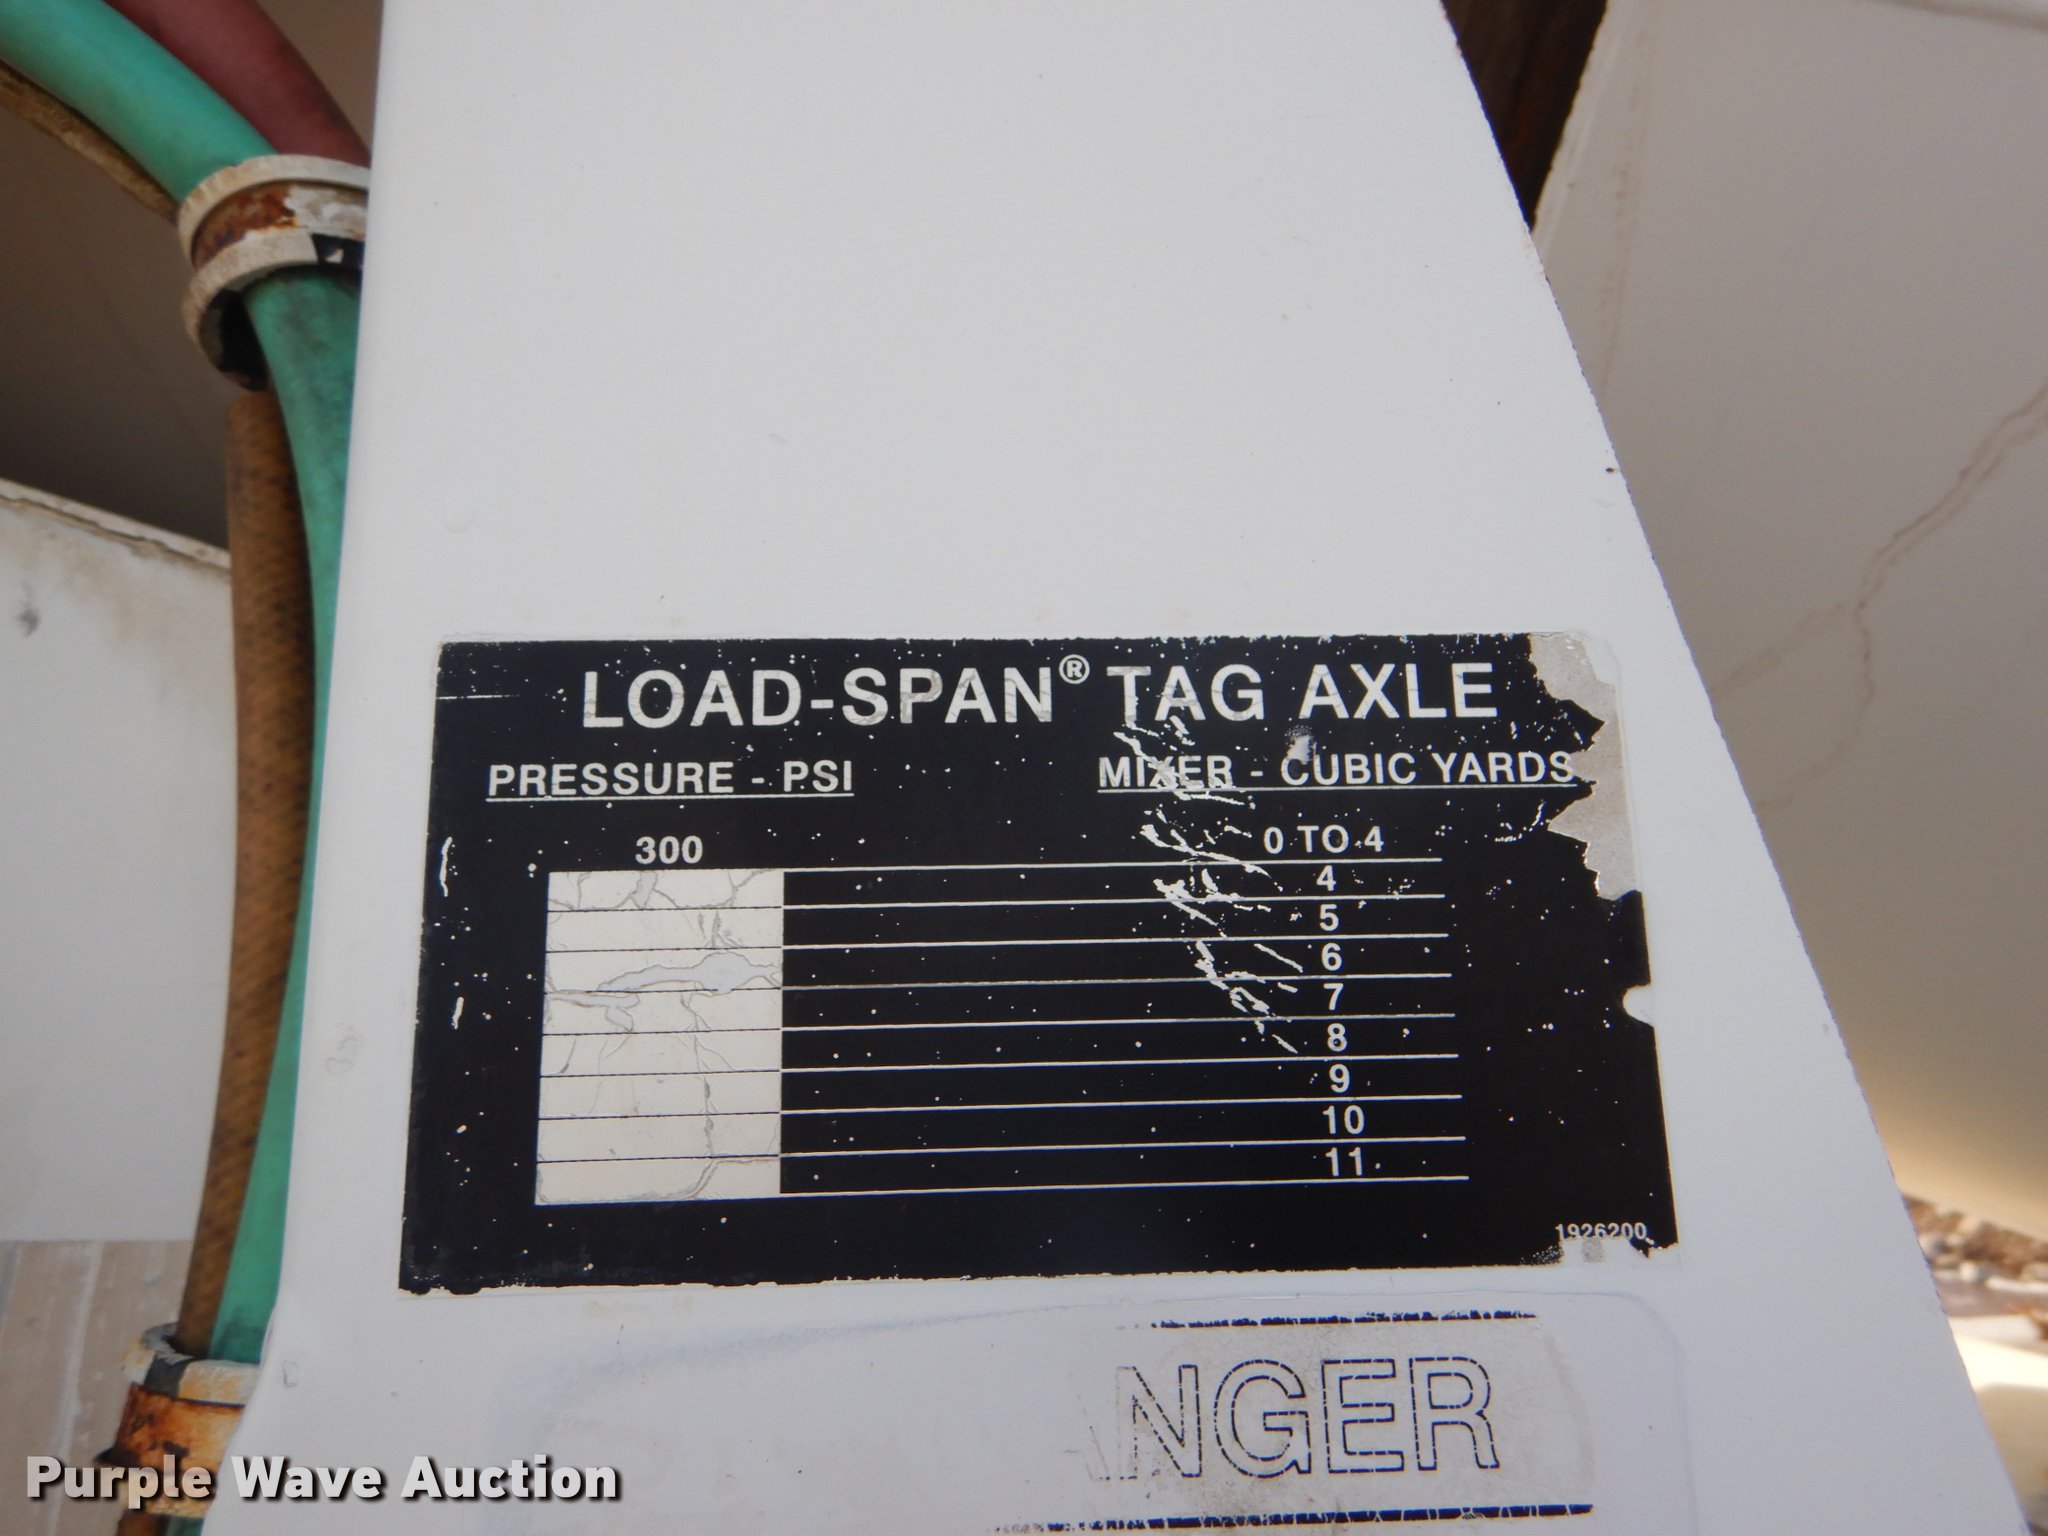 LOAD-SPAN® TAG AXLE
PRESSURE - PSI MIXER - CUBIC YARDS
300 0 TO 4
4
5
6
7
8
9
10
11
1926200
Purple Wave Auction